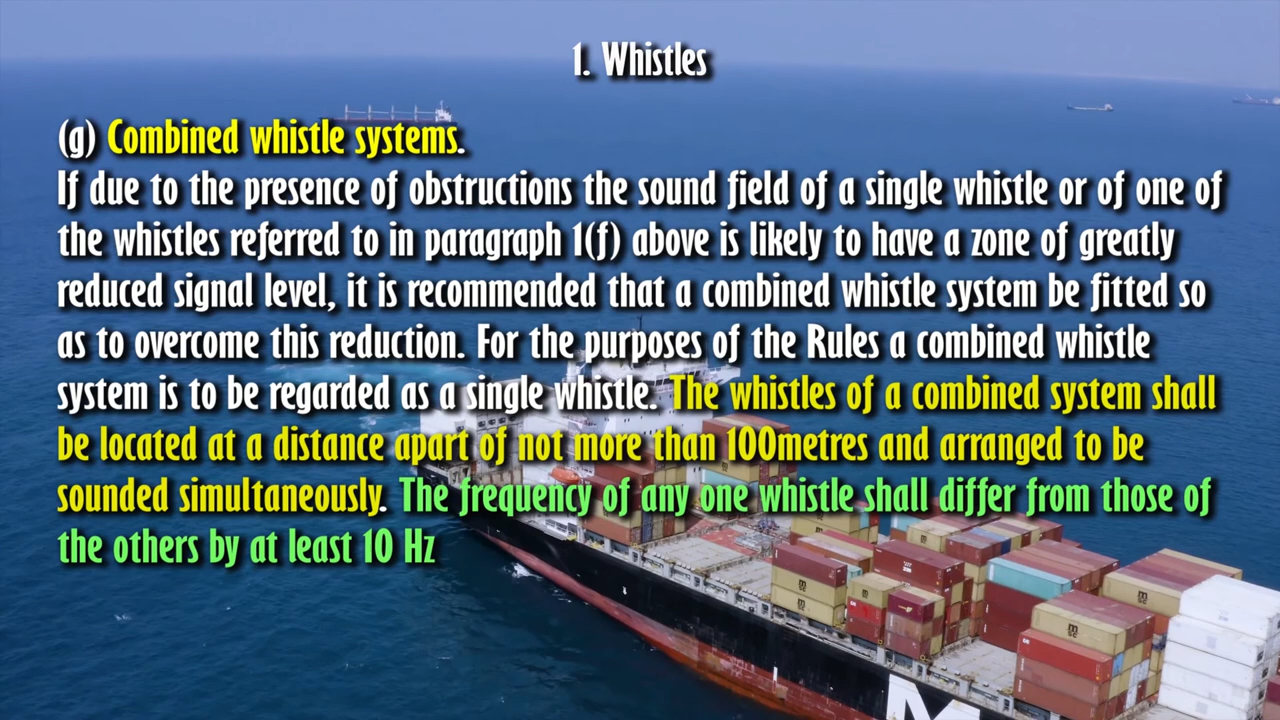 1. Whistles
(g) Combined whistle systems.
If due to the presence of obstructions the sound field of a single whistle or of one of
the whistles referred to in paragraph 1(f) above is likely to have a zone of greatly
reduced signal level, it is recommended that a combined whistle system be fitted so
as to overcome this reduction. For the purposes of the Rules a combined whistle
system is to be regarded as a single whistle. The whistles of a combined system shall
be located at a distance apart of not more than 100metres and arranged to be
sounded simultaneously. The frequency of any one whistle shall differ from those of
the others by at least 10 Hz